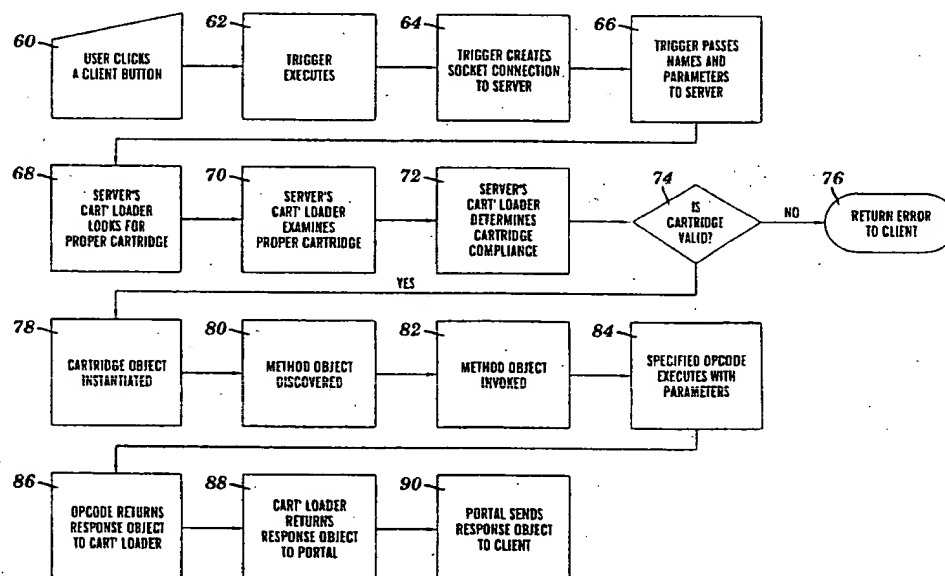 60
USER CLICKS
A CLIENT BUTTON
62
TRIGGER
EXECUTES
64
TRIGGER CREATES
SOCKET CONNECTION
TO SERVER
66
TRIGGER PASSES
NAMES AND
PARAMETERS
TO SERVER
68
SERVER'S
CART' LOADER
LOOKS FOR
PROPER CARTRIDGE
70
SERVER'S
CART' LOADER
EXAMINES
PROPER CARTRIDGE
72
SERVER'S
CART' LOADER
DETERMINES
CARTRIDGE
COMPLIANCE
74
IS
CARTRIDGE
VALID?
NO
76
RETURN ERROR
TO CLIENT
YES
78
CARTRIDGE OBJECT
INSTANTIATED
80
METHOD OBJECT
DISCOVERED
82
METHOD OBJECT
INVOKED
84
SPECIFIED OPCODE
EXECUTES WITH
PARAMETERS
86
OPCODE RETURNS
RESPONSE OBJECT
TO CART' LOADER
88
CART' LOADER
RETURNS
RESPONSE OBJECT
TO PORTAL
90
PORTAL SENDS
RESPONSE OBJECT
TO CLIENT